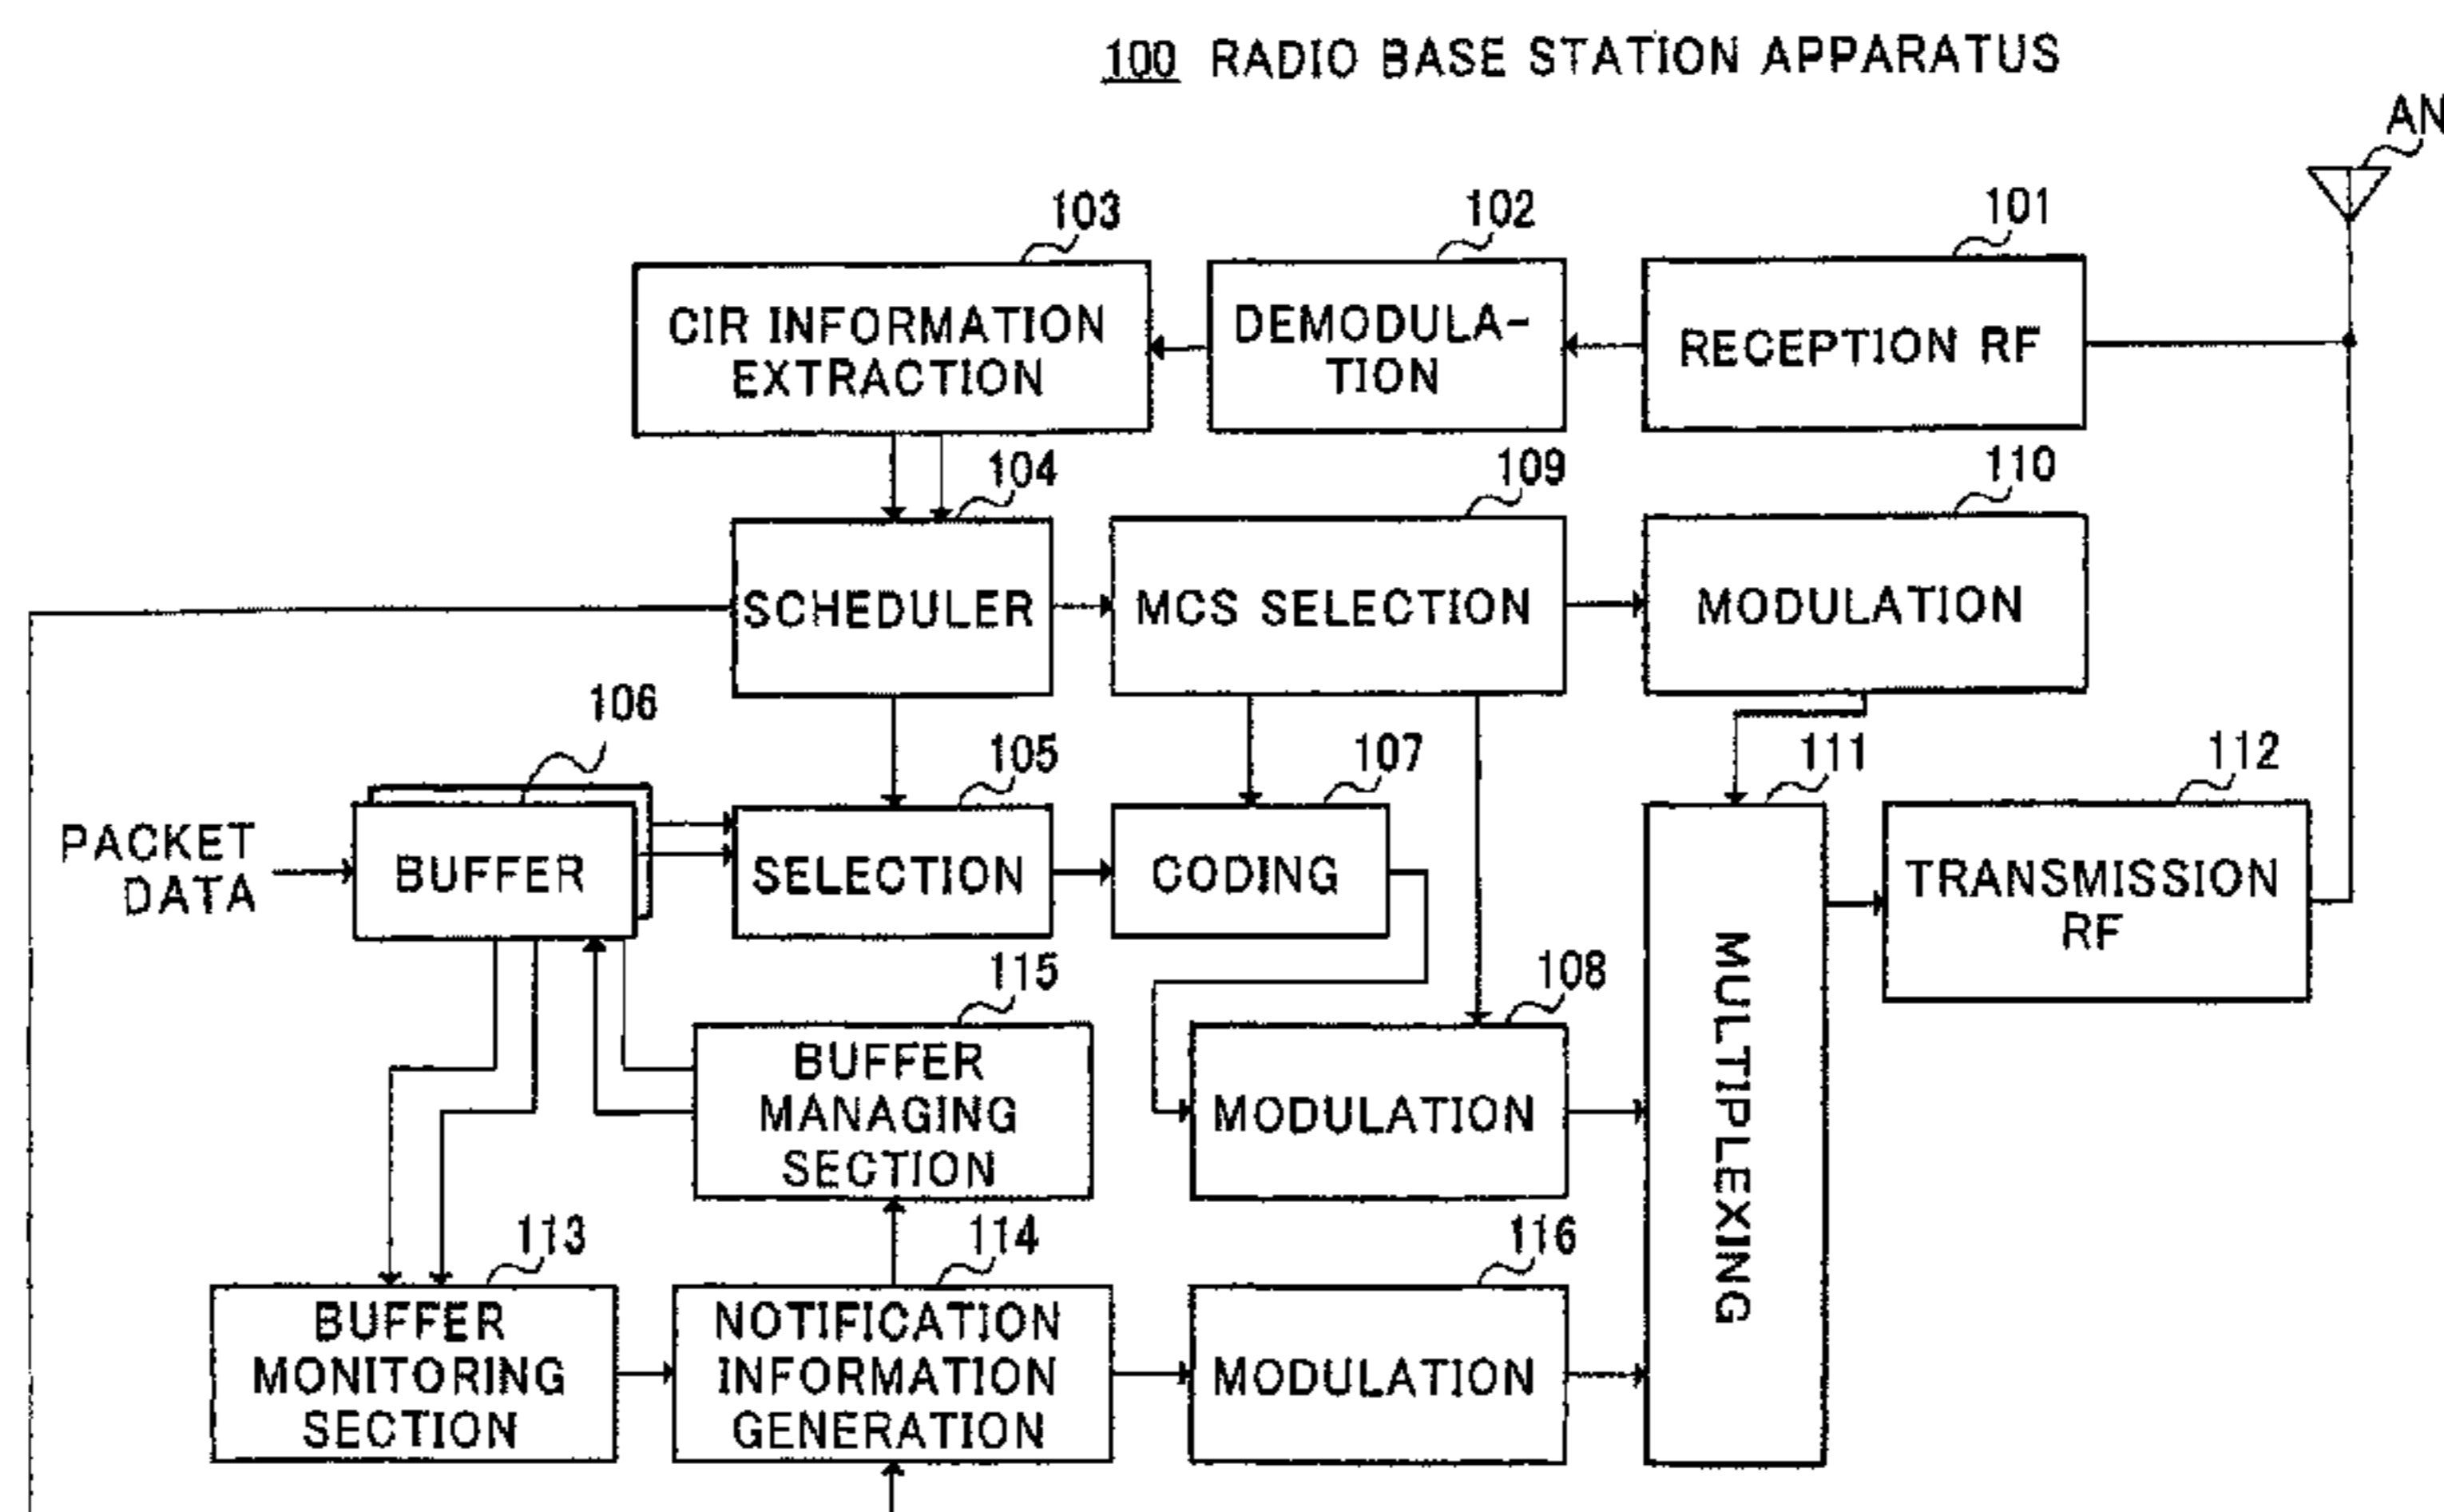 100 RADIO BASE STATION APPARATUS
AN
103
102
101
CIR INFORMATION
EXTRACTION
DEMODULA-
TION
RECEPTION RF
104
109
110
SCHEDULER
MCS SELECTION
MODULATION
106
105
107
111
112
PACKET
DATA
BUFFER
SELECTION
CODING
MULTIPLEXING
TRANSMISSION
RF
115
108
BUFFER
MANAGING
SECTION
MODULATION
113
114
116
BUFFER
MONITORING
SECTION
NOTIFICATION
INFORMATION
GENERATION
MODULATION